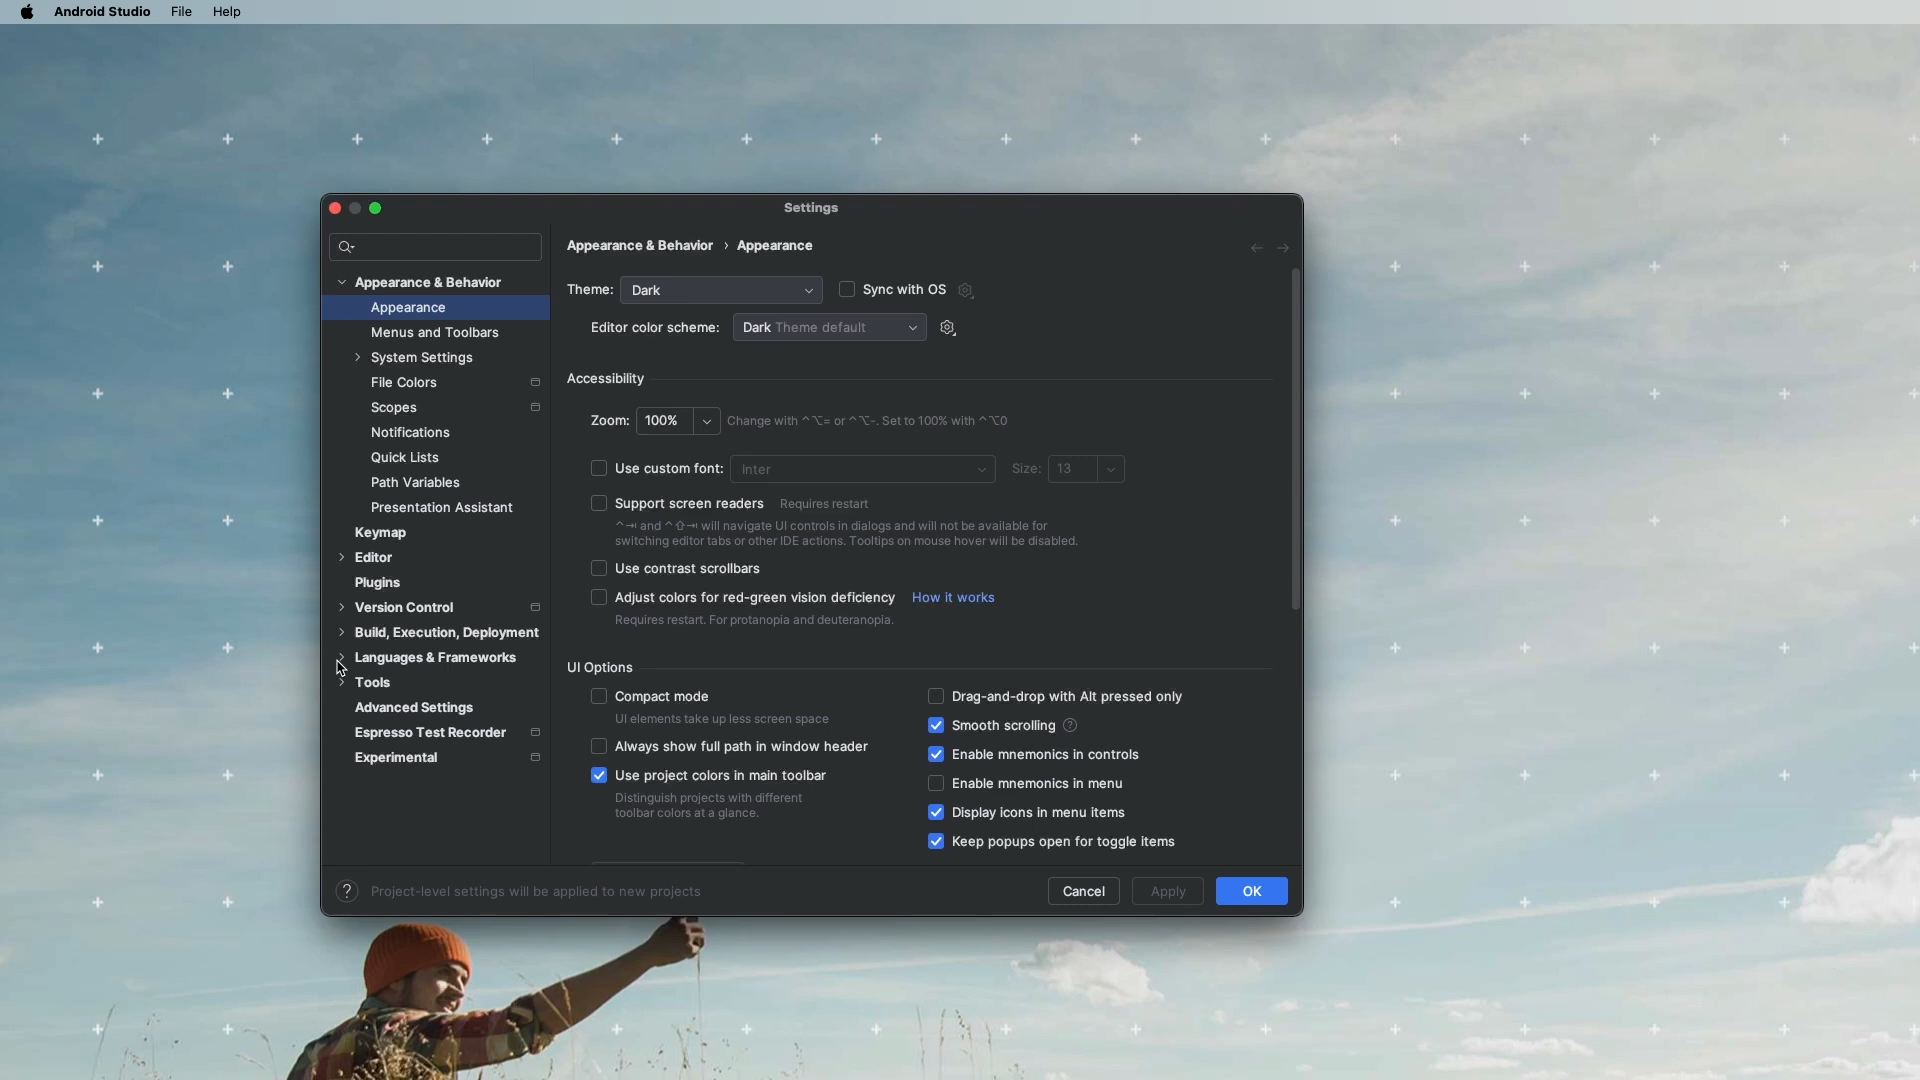 Android Studio File Help
Settings
Appearance & Behavior › Appearance
Appearance & Behavior
Appearance
Menus and Toolbars
System Settings
File Colors
Scopes
Notifications
Quick Lists
Path Variables
Presentation Assistant
Keymap
Editor
Plugins
Version Control
Build, Execution, Deployment
Languages & Frameworks
Tools
Advanced Settings
Espresso Test Recorder
Experimental
Theme: Dark Sync with OS
Editor color scheme: Dark Theme default
Accessibility
Zoom: 100% Change with ^⌥= or ^⌥-. Set to 100% with ^⌥0
Use custom font: Inter Size: 13
Support screen readers Requires restart
^⇥ and ^⇧⇥ will navigate UI controls in dialogs and will not be available for
switching editor tabs or other IDE actions. Tooltips on mouse hover will be disabled.
Use contrast scrollbars
Adjust colors for red-green vision deficiency How it works
Requires restart. For protanopia and deuteranopia.
UI Options
Compact mode
UI elements take up less screen space
Always show full path in window header
Use project colors in main toolbar
Distinguish projects with different
toolbar colors at a glance.
Drag-and-drop with Alt pressed only
Smooth scrolling ?
Enable mnemonics in controls
Enable mnemonics in menu
Display icons in menu items
Keep popups open for toggle items
? Project-level settings will be applied to new projects
Cancel Apply OK